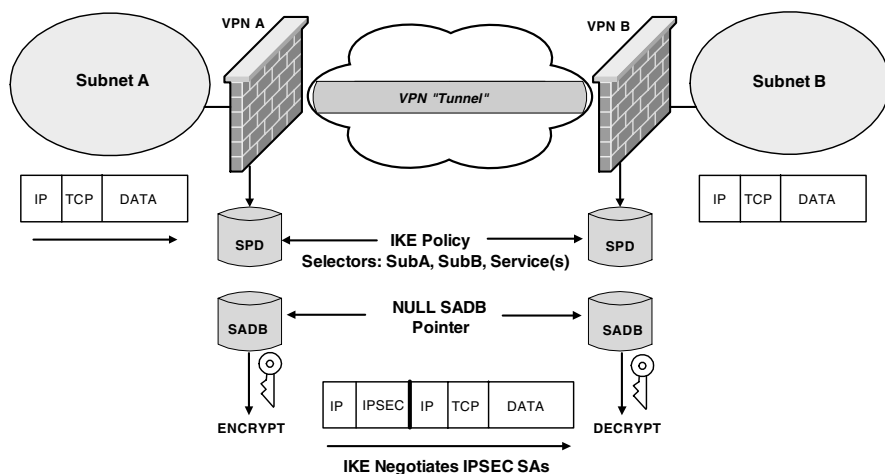 VPN A
VPN B
Subnet A
VPN "Tunnel"
Subnet B
IP TCP DATA
IP TCP DATA
SPD
IKE Policy
Selectors: SubA, SubB, Service(s)
SPD
SADB
NULL SADB
Pointer
SADB
IP IPSEC IP TCP DATA
ENCRYPT
DECRYPT
IKE Negotiates IPSEC SAs